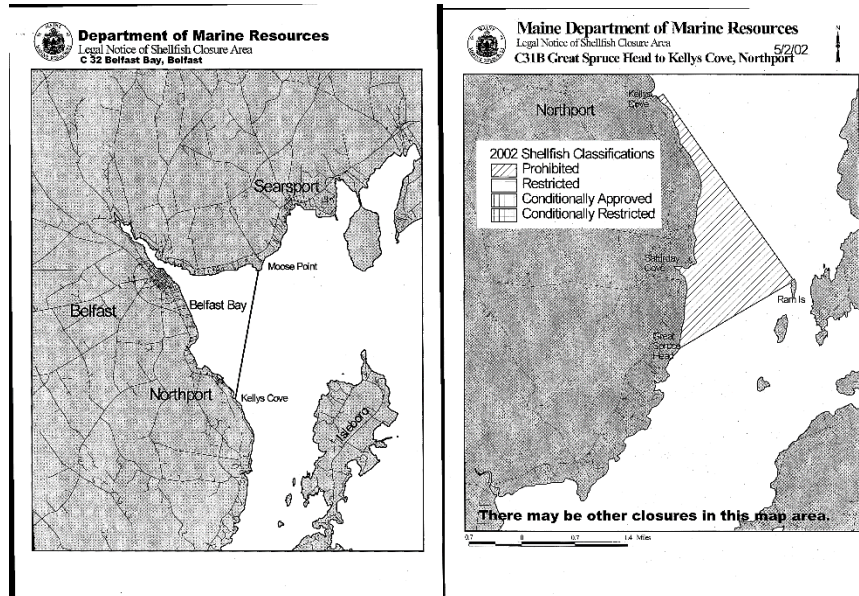 Department of Marine Resources
Legal Notice of Shellfish Closure Area
C 32 Belfast Bay, Belfast
Searsport
Moose Point
Belfast Bay
Belfast
Northport
Kellys Cove
Islesboro
Maine Department of Marine Resources
Legal Notice of Shellfish Closure Area
5/2/02
C31B Great Spruce Head to Kellys Cove, Northport
Kellys
Cove
Northport
2002 Shellfish Classifications
Prohibited
Restricted
Conditionally Approved
Conditionally Restricted
Saturday
Cove
Ram Is
Great
Spruce
Head
There may be other closures in this map area.
0.7 0 0.7 1.4 Miles